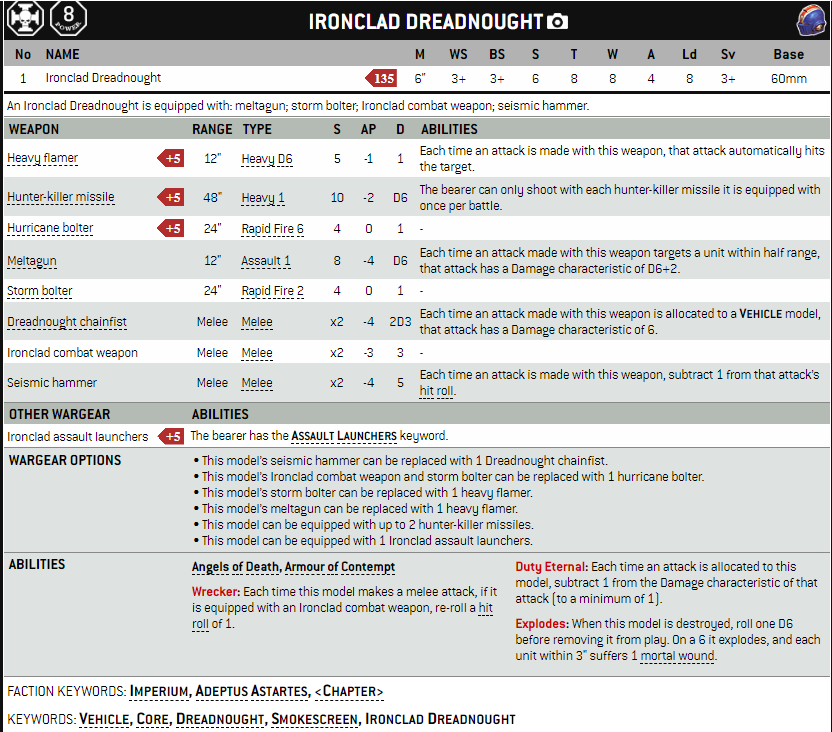 8
POWER
IRONCLAD DREADNOUGHT
No NAME M WS BS S T W A Ld Sv Base
1 Ironclad Dreadnought 135 6" 3+ 3+ 6 8 8 4 8 3+ 60mm
An Ironclad Dreadnought is equipped with: meltagun; storm bolter; Ironclad combat weapon; seismic hammer.
WEAPON RANGE TYPE S AP D ABILITIES
Heavy flamer +5 12" Heavy D6 5 -1 1 Each time an attack is made with this weapon, that attack automatically hits
the target.
Hunter-killer missile +5 48" Heavy 1 10 -2 D6 The bearer can only shoot with each hunter-killer missile it is equipped with
once per battle.
Hurricane bolter +5 24" Rapid Fire 6 4 0 1 -
Meltagun 12" Assault 1 8 -4 D6 Each time an attack made with this weapon targets a unit within half range,
that attack has a Damage characteristic of D6+2.
Storm bolter 24" Rapid Fire 2 4 0 1 -
Dreadnought chainfist Melee Melee x2 -4 2D3 Each time an attack made with this weapon is allocated to a VEHICLE model,
that attack has a Damage characteristic of 6.
Ironclad combat weapon Melee Melee x2 -3 3 -
Seismic hammer Melee Melee x2 -4 5 Each time an attack is made with this weapon, subtract 1 from that attack's
hit roll.
OTHER WARGEAR ABILITIES
Ironclad assault launchers +5 The bearer has the ASSAULT LAUNCHERS keyword.
WARGEAR OPTIONS
• This model's seismic hammer can be replaced with 1 Dreadnought chainfist.
• This model's Ironclad combat weapon and storm bolter can be replaced with 1 hurricane bolter.
• This model's storm bolter can be replaced with 1 heavy flamer.
• This model's meltagun can be replaced with 1 heavy flamer.
• This model can be equipped with up to 2 hunter-killer missiles.
• This model can be equipped with 1 Ironclad assault launchers.
ABILITIES
Angels of Death, Armour of Contempt
Wrecker: Each time this model makes a melee attack, if it
is equipped with an Ironclad combat weapon, re-roll a hit
roll of 1.
Duty Eternal: Each time an attack is allocated to this
model, subtract 1 from the Damage characteristic of that
attack (to a minimum of 1).
Explodes: When this model is destroyed, roll one D6
before removing it from play. On a 6 it explodes, and each
unit within 3" suffers 1 mortal wound.
FACTION KEYWORDS: IMPERIUM, ADEPTUS ASTARTES, <CHAPTER>
KEYWORDS: VEHICLE, CORE, DREADNOUGHT, SMOKESCREEN, IRONCLAD DREADNOUGHT